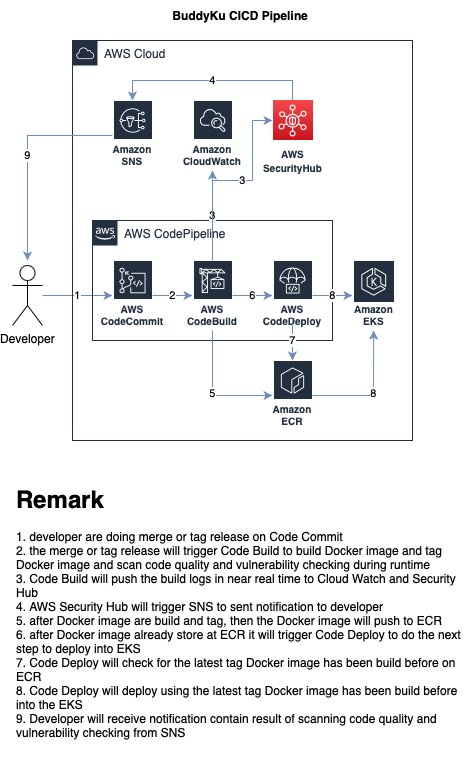 BuddyKu CICD Pipeline
AWS Cloud
4
Amazon
SNS
Amazon
CloudWatch
AWS
SecurityHub
9
3
3
aws
AWS CodePipeline
1
2
6
8
AWS
CodeCommit
AWS
CodeBuild
AWS
CodeDeploy
Amazon
EKS
K
Developer
7
5
8
Amazon
ECR
Remark
1. developer are doing merge or tag release on Code Commit
2. the merge or tag release will trigger Code Build to build Docker image and tag
Docker image and scan code quality and vulnerability checking during runtime
3. Code Build will push the build logs in near real time to Cloud Watch and Security
Hub
4. AWS Security Hub will trigger SNS to sent notification to developer
5. after Docker image are build and tag, then the Docker image will push to ECR
6. after Docker image already store at ECR it will trigger Code Deploy to do the next
step to deploy into EKS
7. Code Deploy will check for the latest tag Docker image has been build before on
ECR
8. Code Deploy will deploy using the latest tag Docker image has been build before
into the EKS
9. Developer will receive notification contain result of scanning code quality and
vulnerability checking from SNS